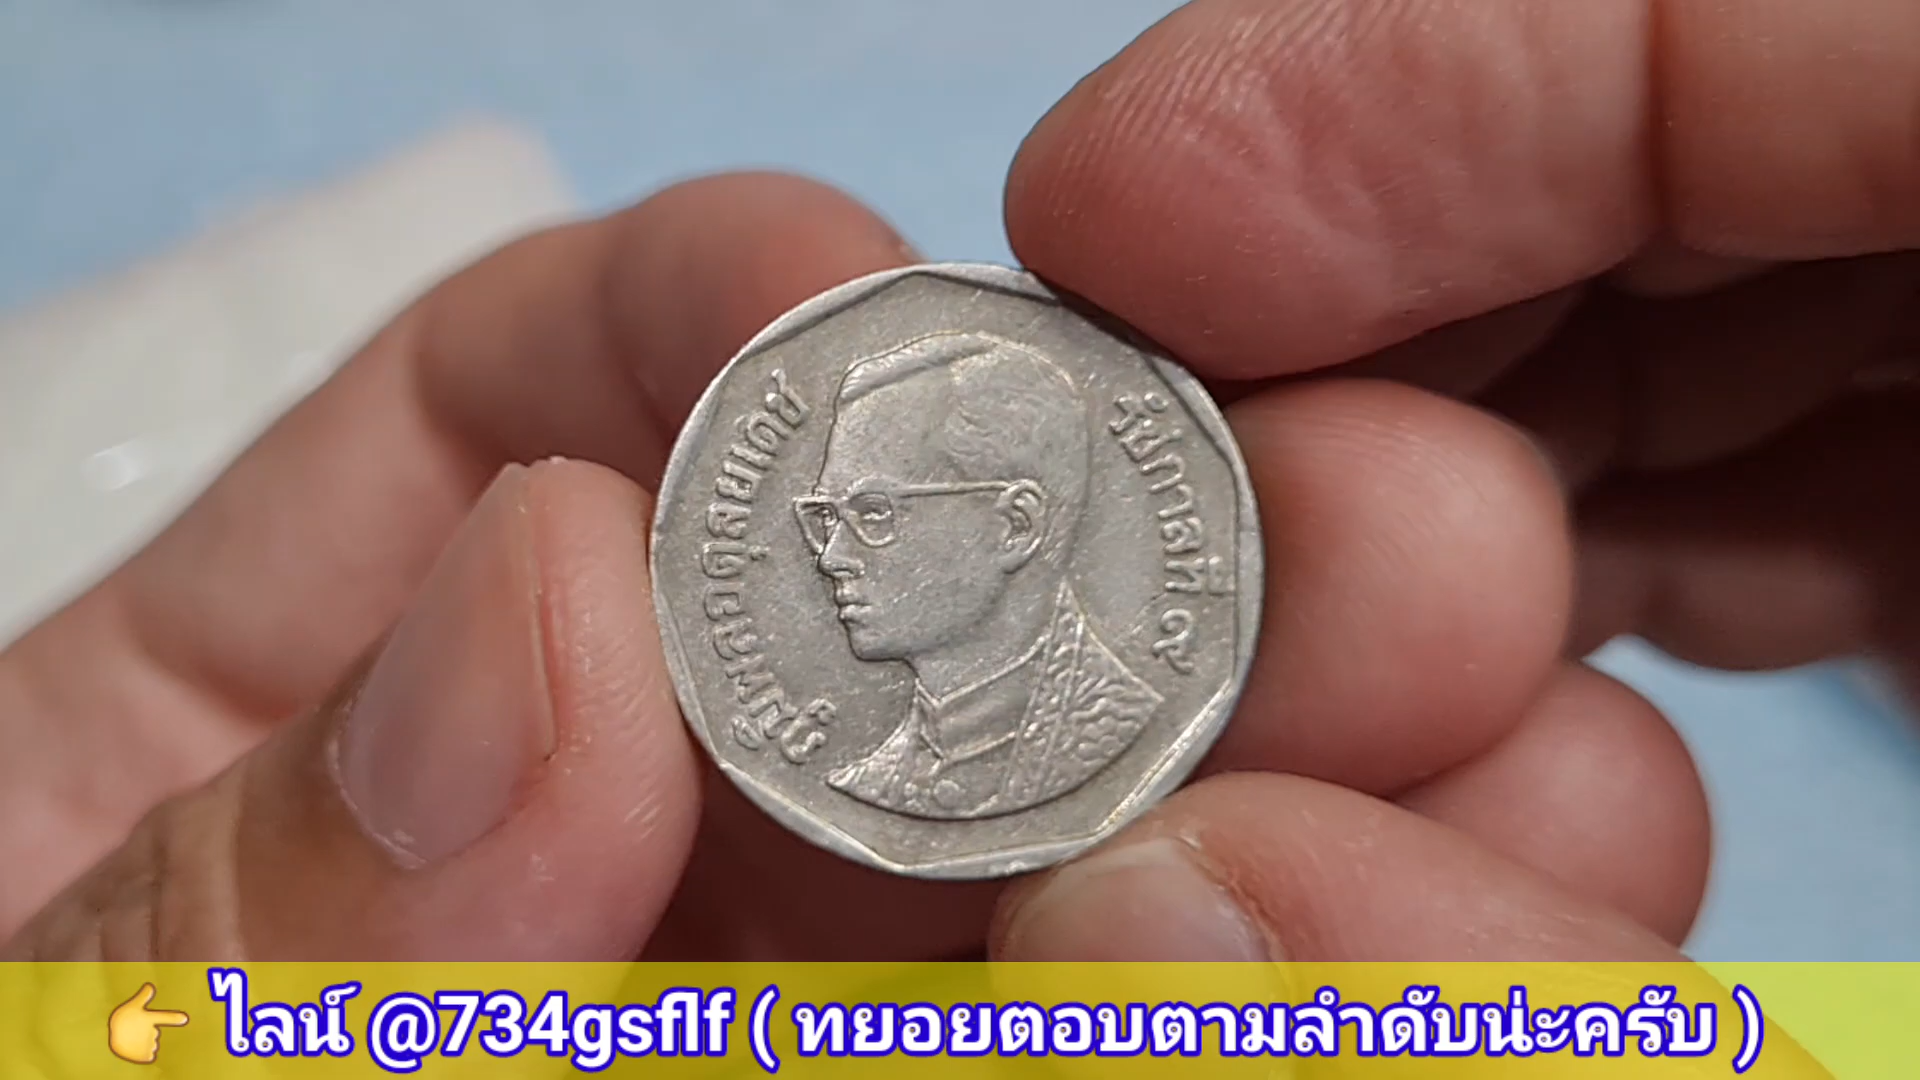 ภูมิพลอดุลยเดช
รัชกาลที่ ๙
👉 ไลน์ @734gsflf ( ทยอยตอบตามลำดับน่ะครับ )